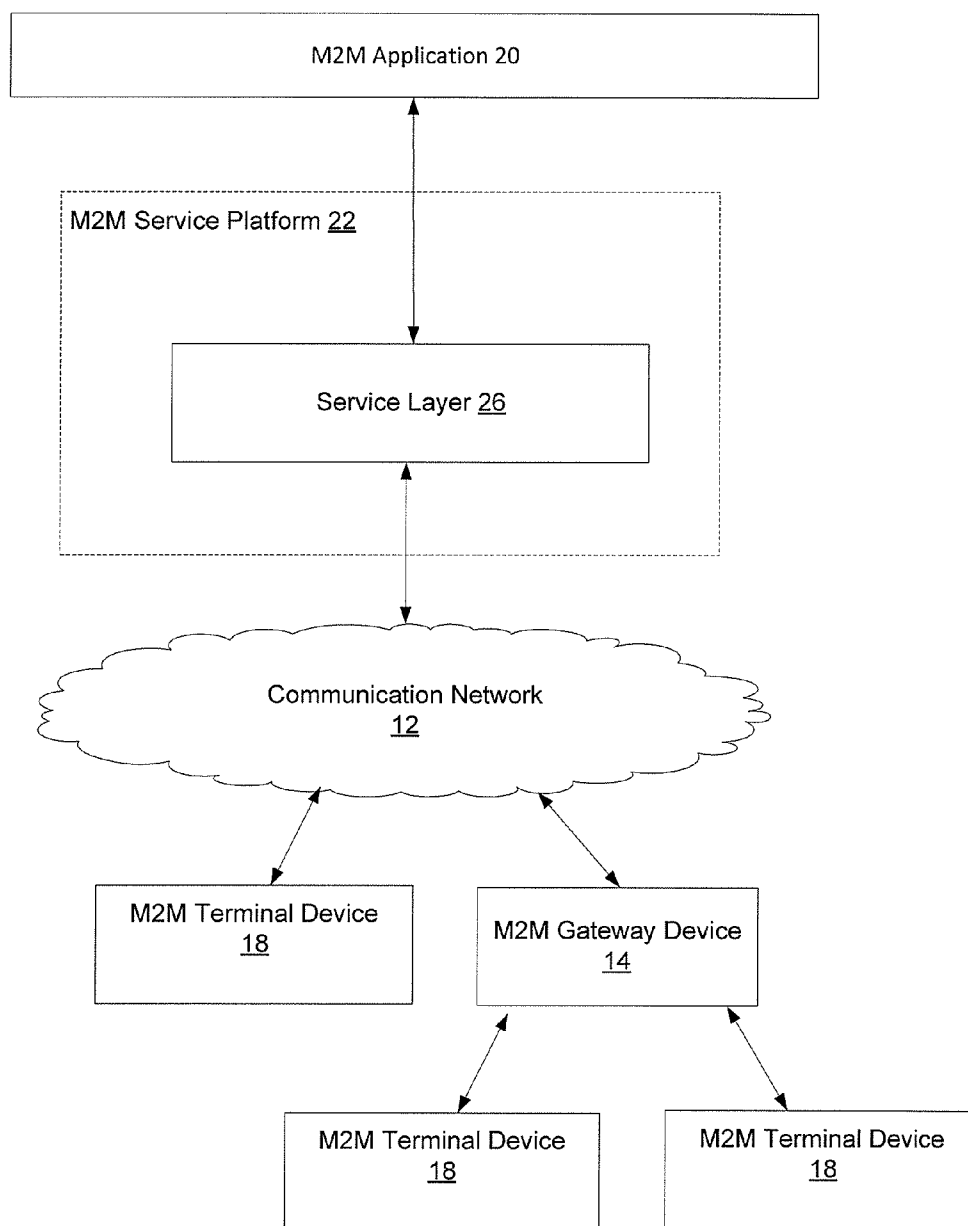 M2M Application 20
M2M Service Platform 22
Service Layer 26
Communication Network
12
M2M Terminal Device
18
M2M Gateway Device
14
M2M Terminal Device
18
M2M Terminal Device
18